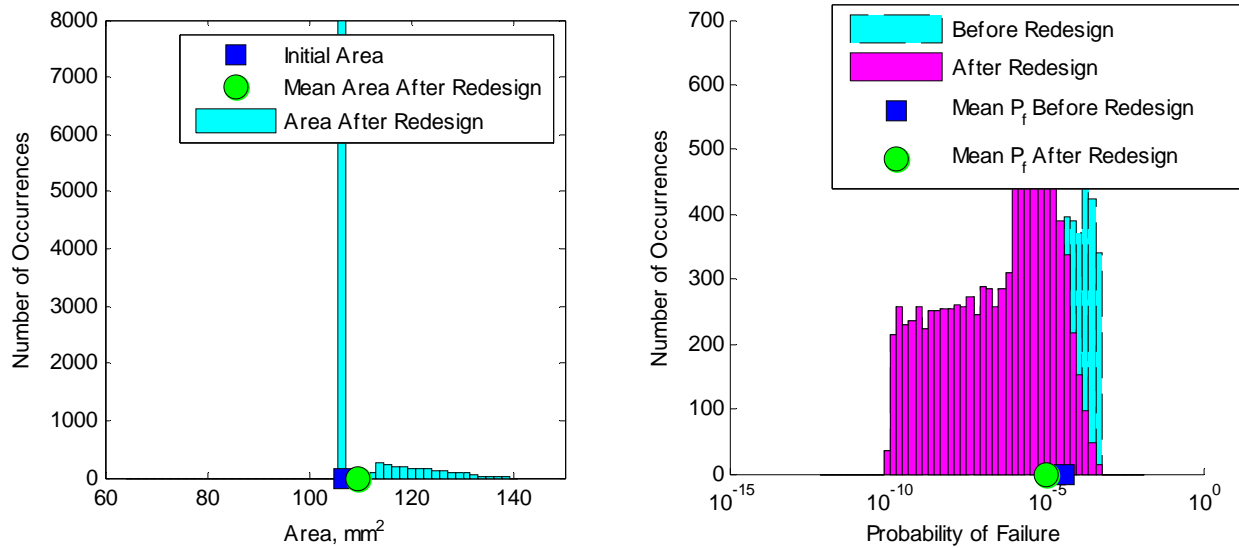 8000
7000
6000
5000
4000
3000
2000
1000
0
Number of Occurrences
Initial Area
Mean Area After Redesign
Area After Redesign
60 80 100 120 140
Area, mm²
700
600
500
400
300
200
100
0
Number of Occurrences
Before Redesign
After Redesign
Mean P_f Before Redesign
Mean P_f After Redesign
10⁻¹⁵ 10⁻¹⁰ 10⁻⁵ 10⁰
Probability of Failure